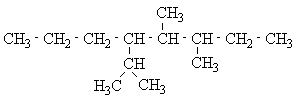 CH₃
CH₃ - CH₂ - CH₂ - CH - CH - CH - CH₂ - CH₃
CH CH₃
H₃C CH₃